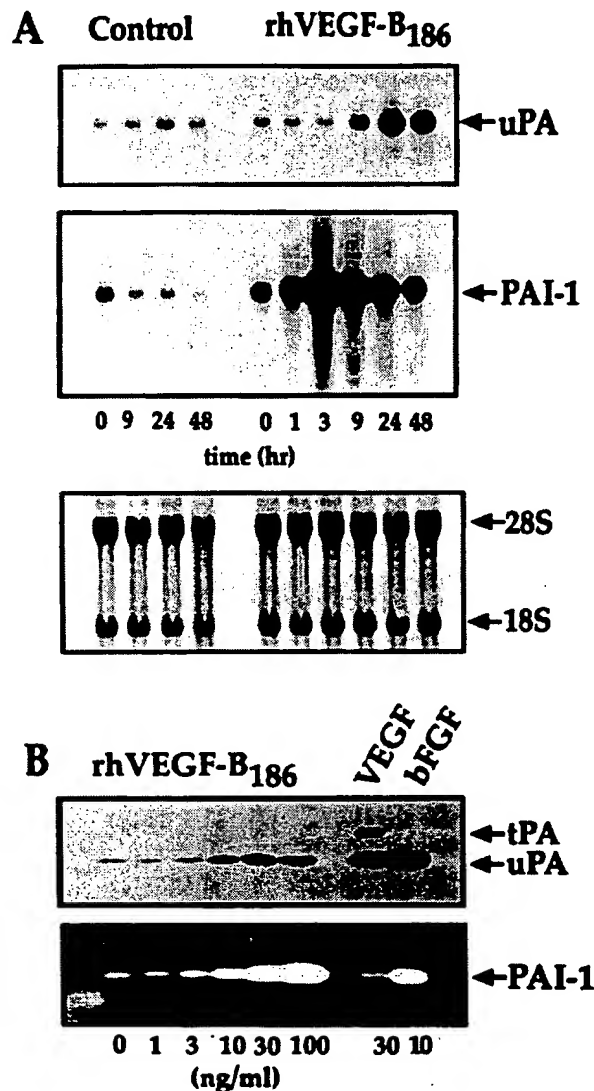 A Control rhVEGF-B186
uPA
PAI-1
0 9 24 48 0 1 3 9 24 48
time (hr)
28S
18S
B rhVEGF-B186 VEGF bFGF
tPA
uPA
PAI-1
0 1 3 10 30 100 30 10
(ng/ml)